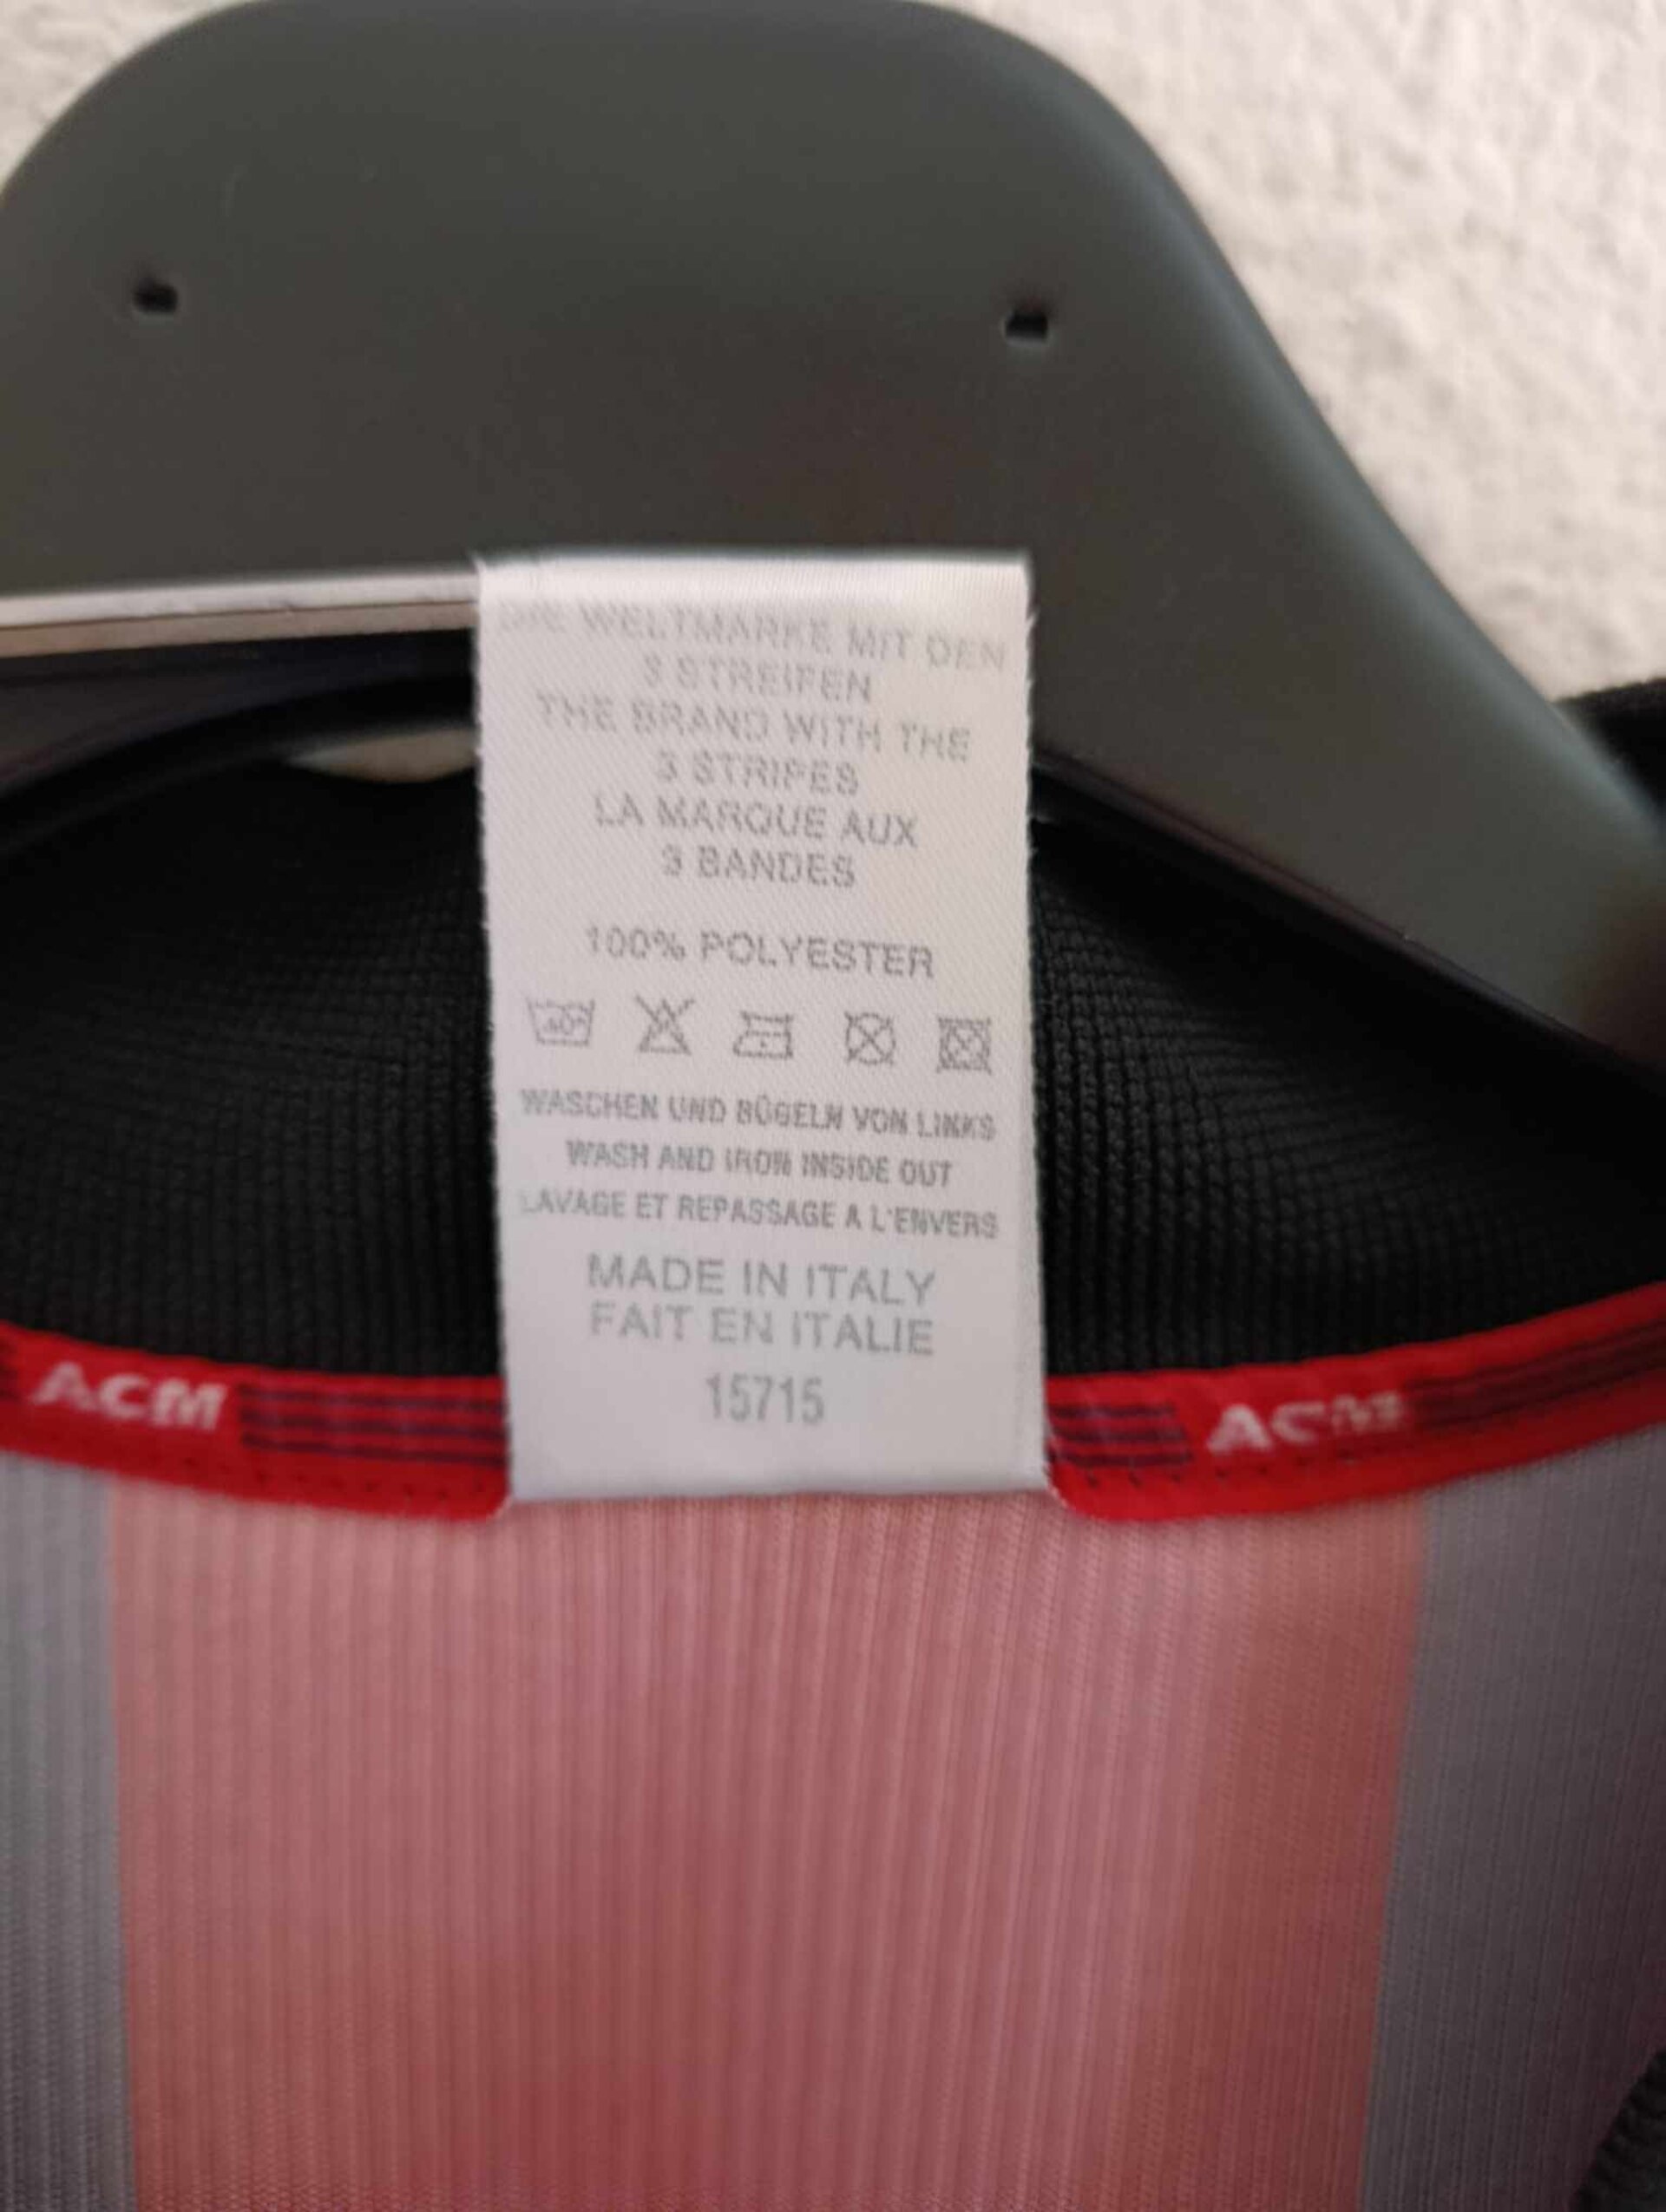 DIE WELTMARKE MIT DEN
3 STREIFEN
THE BRAND WITH THE
3 STRIPES
LA MARQUE AUX
3 BANDES
100% POLYESTER
40°
WASCHEN UND BÜGELN VON LINKS
WASH AND IRON INSIDE OUT
LAVAGE ET REPASSAGE A L'ENVERS
MADE IN ITALY
FAIT EN ITALIE
15715
ACM ACM